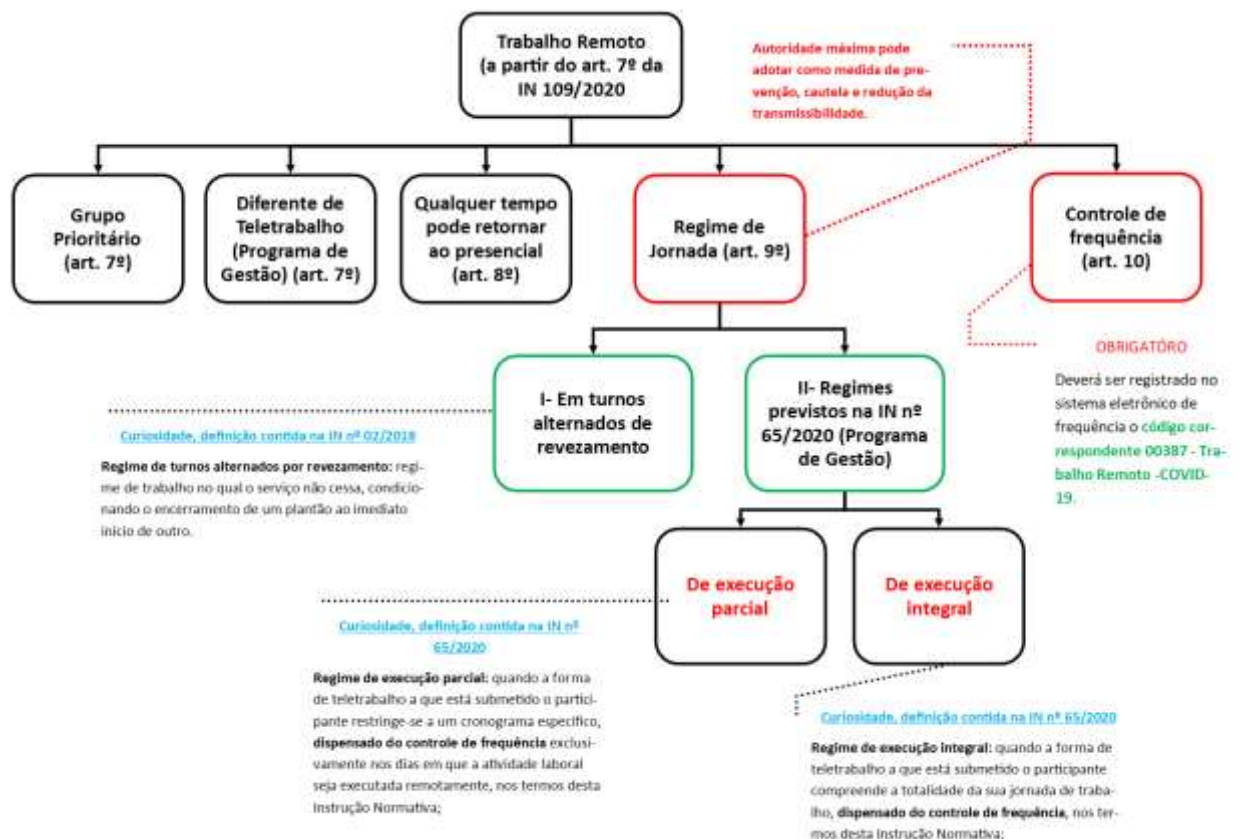 Trabalho Remoto
(a partir do art. 7º da
IN 109/2020
Autoridade máxima pode
adotar como medida de pre-
venção, cautela e redução da
transmissibilidade.
Grupo
Prioritário
(art. 7º)
Diferente de
Teletrabalho
(Programa de
Gestão) (art. 7º)
Qualquer tempo
pode retornar
ao presencial
(art. 8º)
Regime de
Jornada (art. 9º)
Controle de
frequência
(art. 10)
OBRIGATÓRO
Deverá ser registrado no
sistema eletrônico de
frequência o código cor-
respondente 00387 - Tra-
balho Remoto -COVID-
19.
I- Em turnos
alternados de
revezamento
II- Regimes
previstos na IN nº
65/2020 (Programa
de Gestão)
Curiosidade, definição contida na IN nº 02/2018
Regime de turnos alternados por revezamento: regi-
me de trabalho no qual o serviço não cessa, condicio-
nando o encerramento de um plantão ao imediato
início de outro.
De execução
parcial
De execução
integral
Curiosidade, definição contida na IN nº
65/2020
Regime de execução parcial: quando a forma
de teletrabalho a que está submetido o partici-
pante restringe-se a um cronograma específico,
dispensado do controle de frequência exclusi-
vamente nos dias em que a atividade laboral
seja executada remotamente, nos termos desta
Instrução Normativa;
Curiosidade, definição contida na IN nº 65/2020
Regime de execução integral: quando a forma de
teletrabalho a que está submetido o participante
compreende a totalidade da sua jornada de traba-
lho, dispensado do controle de frequência, nos ter-
mos desta Instrução Normativa;